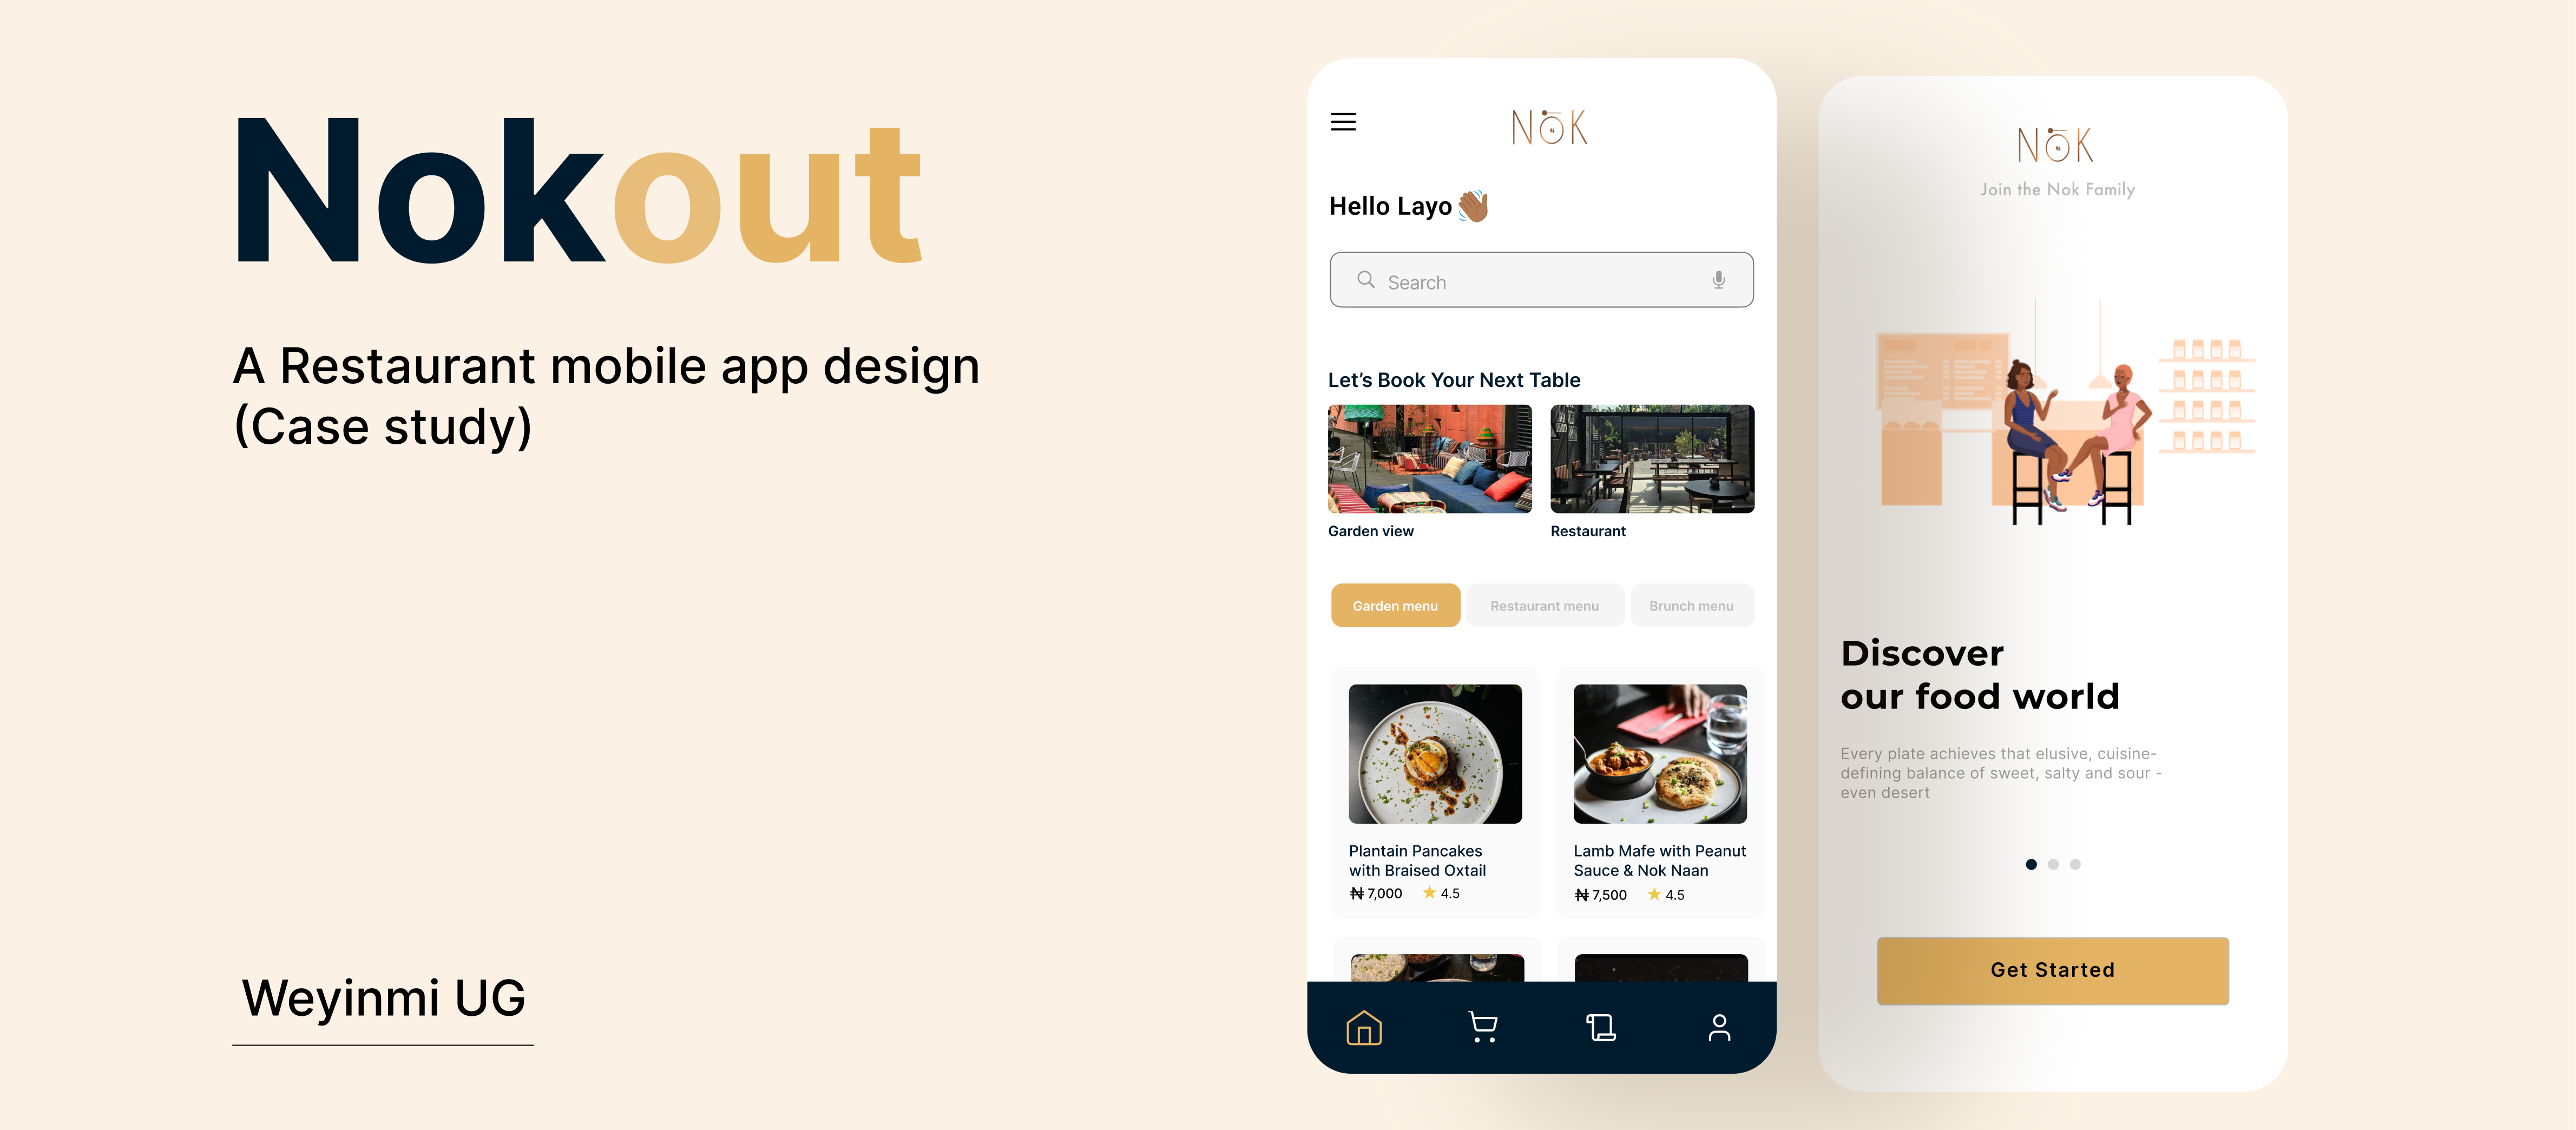 Nokout
A Restaurant mobile app design
(Case study)
Weyinmi UG
NOK
Hello Layo
Search
Let's Book Your Next Table
Garden view
Restaurant
Garden menu
Restaurant menu
Brunch menu
Plantain Pancakes
with Braised Oxtail
₦ 7,000
4.5
Lamb Mafe with Peanut
Sauce & Nok Naan
₦ 7,500
4.5
NOK
Join the Nok Family
Discover
our food world
Every plate achieves that elusive, cuisine-
defining balance of sweet, salty and sour -
even desert
Get Started